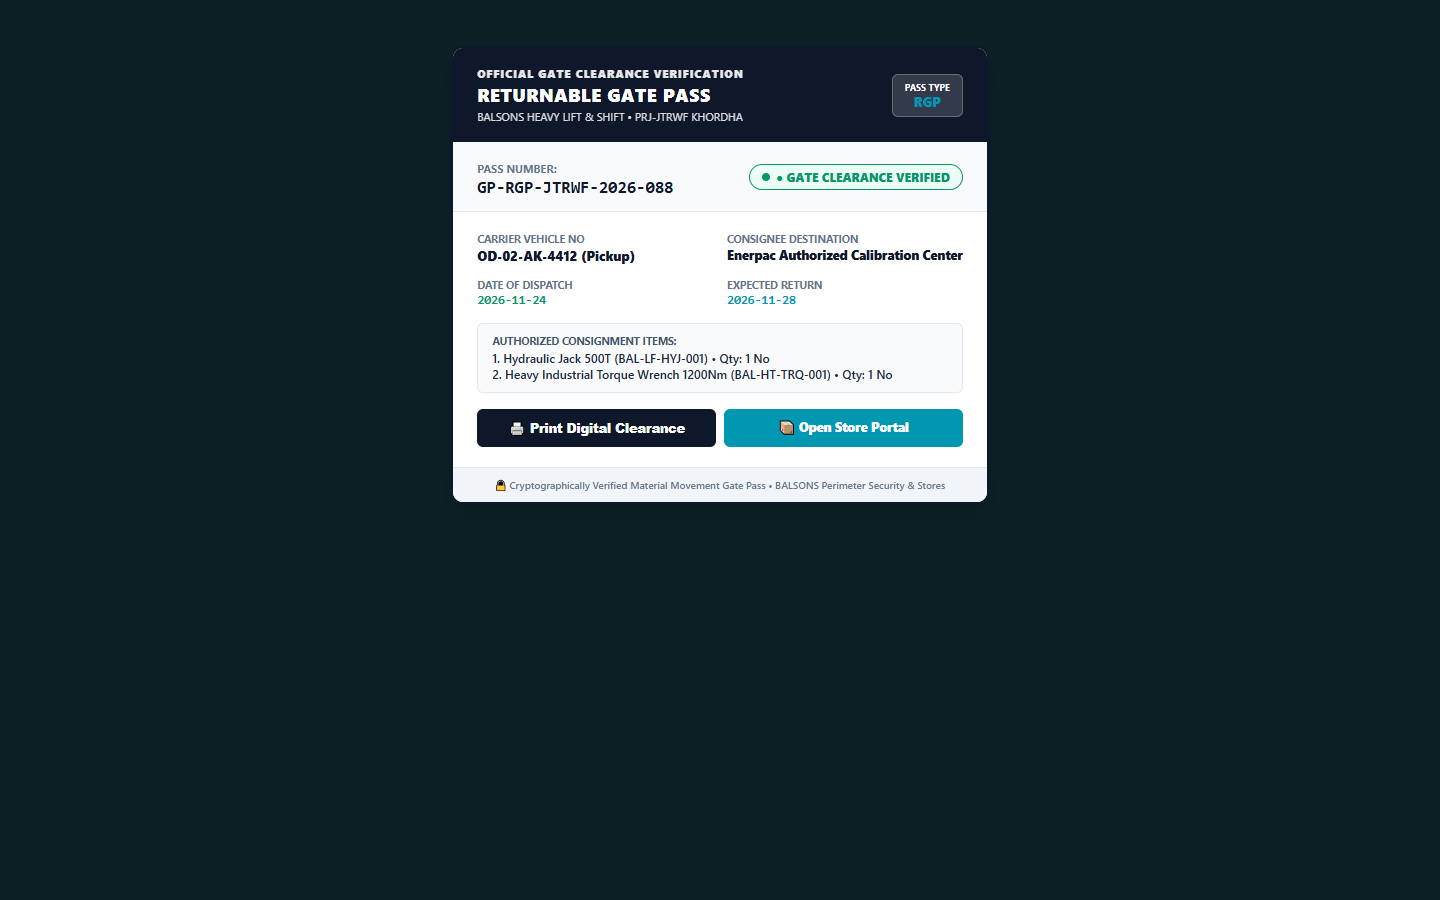 OFFICIAL GATE CLEARANCE VERIFICATION
RETURNABLE GATE PASS
BALSONS HEAVY LIFT & SHIFT • PRJ-JTRWF KHORDHA
PASS TYPE
RGP
PASS NUMBER:
GP-RGP-JTRWF-2026-088
● • GATE CLEARANCE VERIFIED
CARRIER VEHICLE NO
OD-02-AK-4412 (Pickup)
CONSIGNEE DESTINATION
Enerpac Authorized Calibration Center
DATE OF DISPATCH
2026-11-24
EXPECTED RETURN
2026-11-28
AUTHORIZED CONSIGNMENT ITEMS:
1. Hydraulic Jack 500T (BAL-LF-HYJ-001) • Qty: 1 No
2. Heavy Industrial Torque Wrench 1200Nm (BAL-HT-TRQ-001) • Qty: 1 No
🖨️ Print Digital Clearance
📦 Open Store Portal
🔒 Cryptographically Verified Material Movement Gate Pass • BALSONS Perimeter Security & Stores